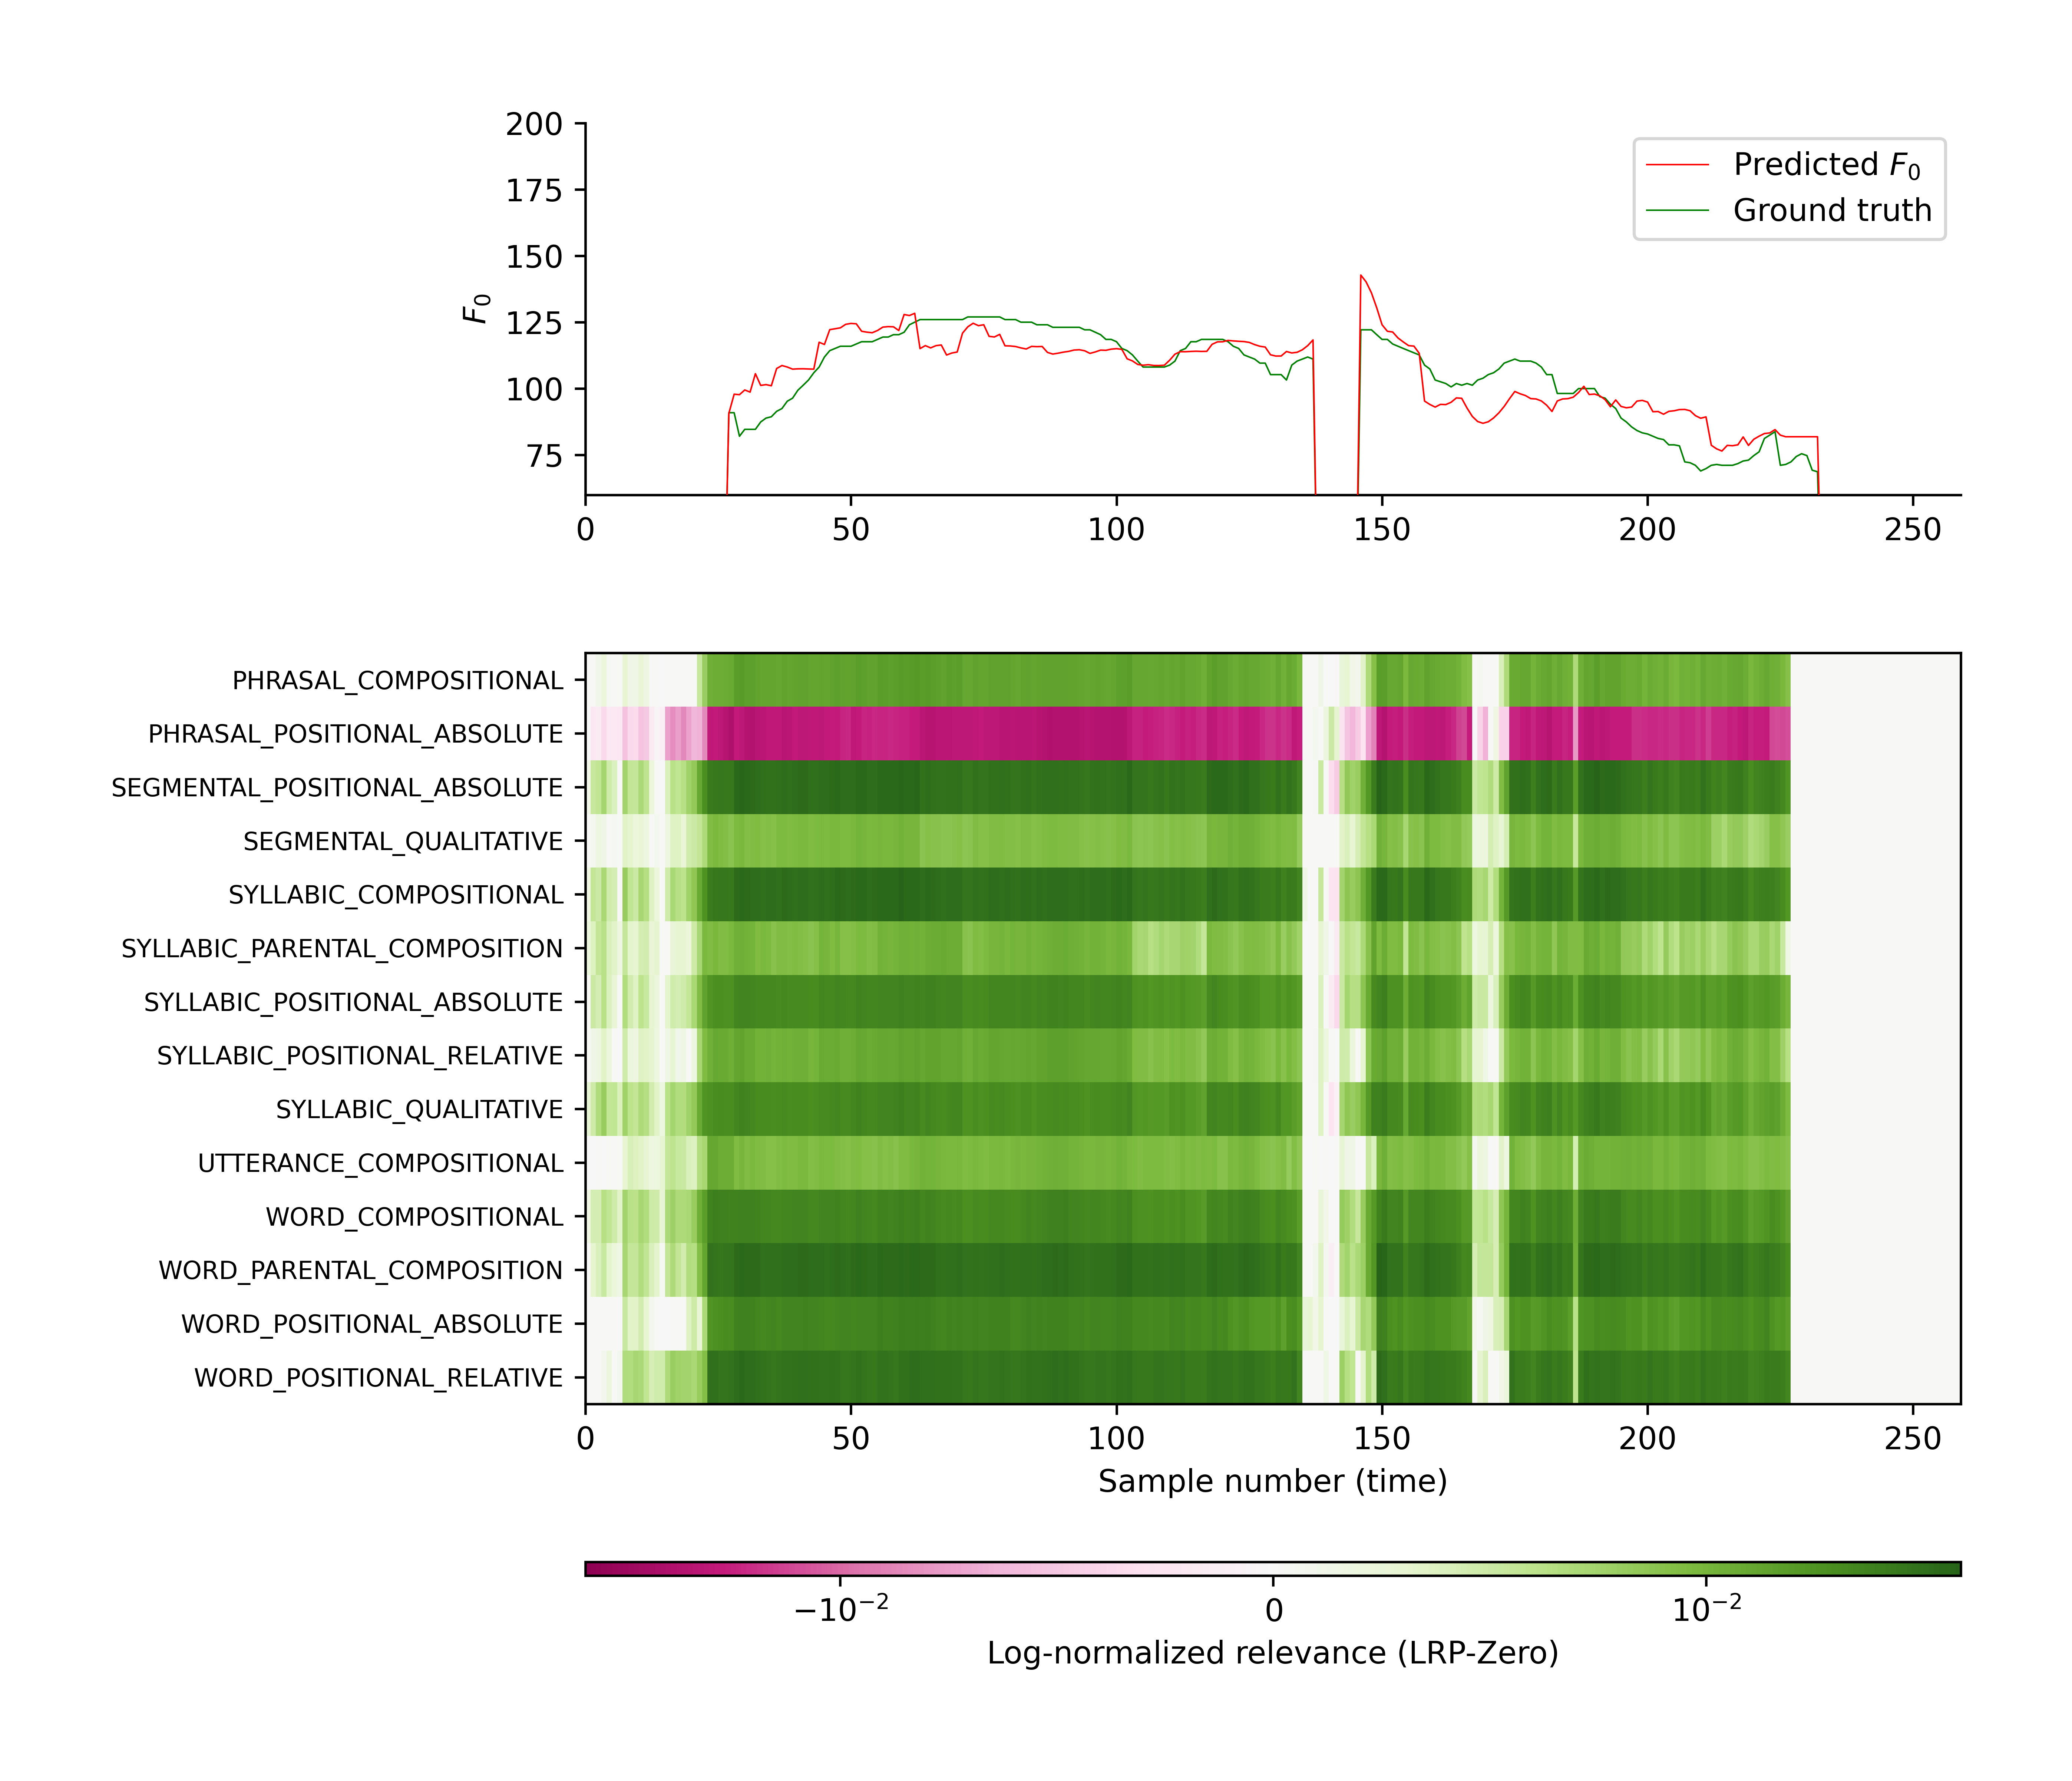 200
175
150
125
100
75
F₀
Predicted F₀
Ground truth
0 50 100 150 200 250
PHRASAL_COMPOSITIONAL
PHRASAL_POSITIONAL_ABSOLUTE
SEGMENTAL_POSITIONAL_ABSOLUTE
SEGMENTAL_QUALITATIVE
SYLLABIC_COMPOSITIONAL
SYLLABIC_PARENTAL_COMPOSITION
SYLLABIC_POSITIONAL_ABSOLUTE
SYLLABIC_POSITIONAL_RELATIVE
SYLLABIC_QUALITATIVE
UTTERANCE_COMPOSITIONAL
WORD_COMPOSITIONAL
WORD_PARENTAL_COMPOSITION
WORD_POSITIONAL_ABSOLUTE
WORD_POSITIONAL_RELATIVE
0 50 100 150 200 250
Sample number (time)
−10⁻² 0 10⁻²
Log-normalized relevance (LRP-Zero)